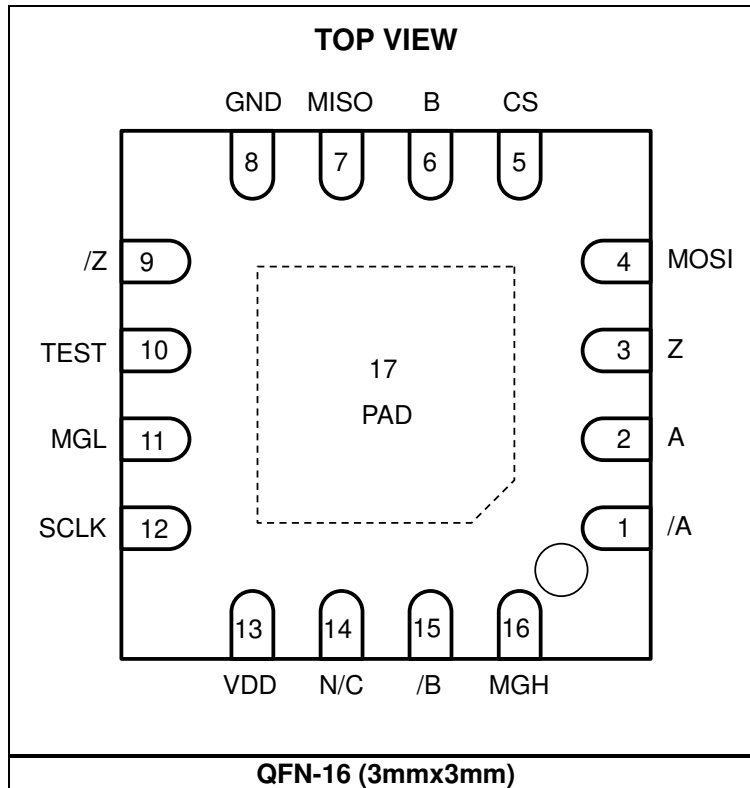 TOP VIEW
GND MISO B CS
8 7 6 5
/Z 9 4 MOSI
TEST 10 3 Z
17
PAD
MGL 11 2 A
SCLK 12 1 /A
13 14 15 16
VDD N/C /B MGH
QFN-16 (3mmx3mm)